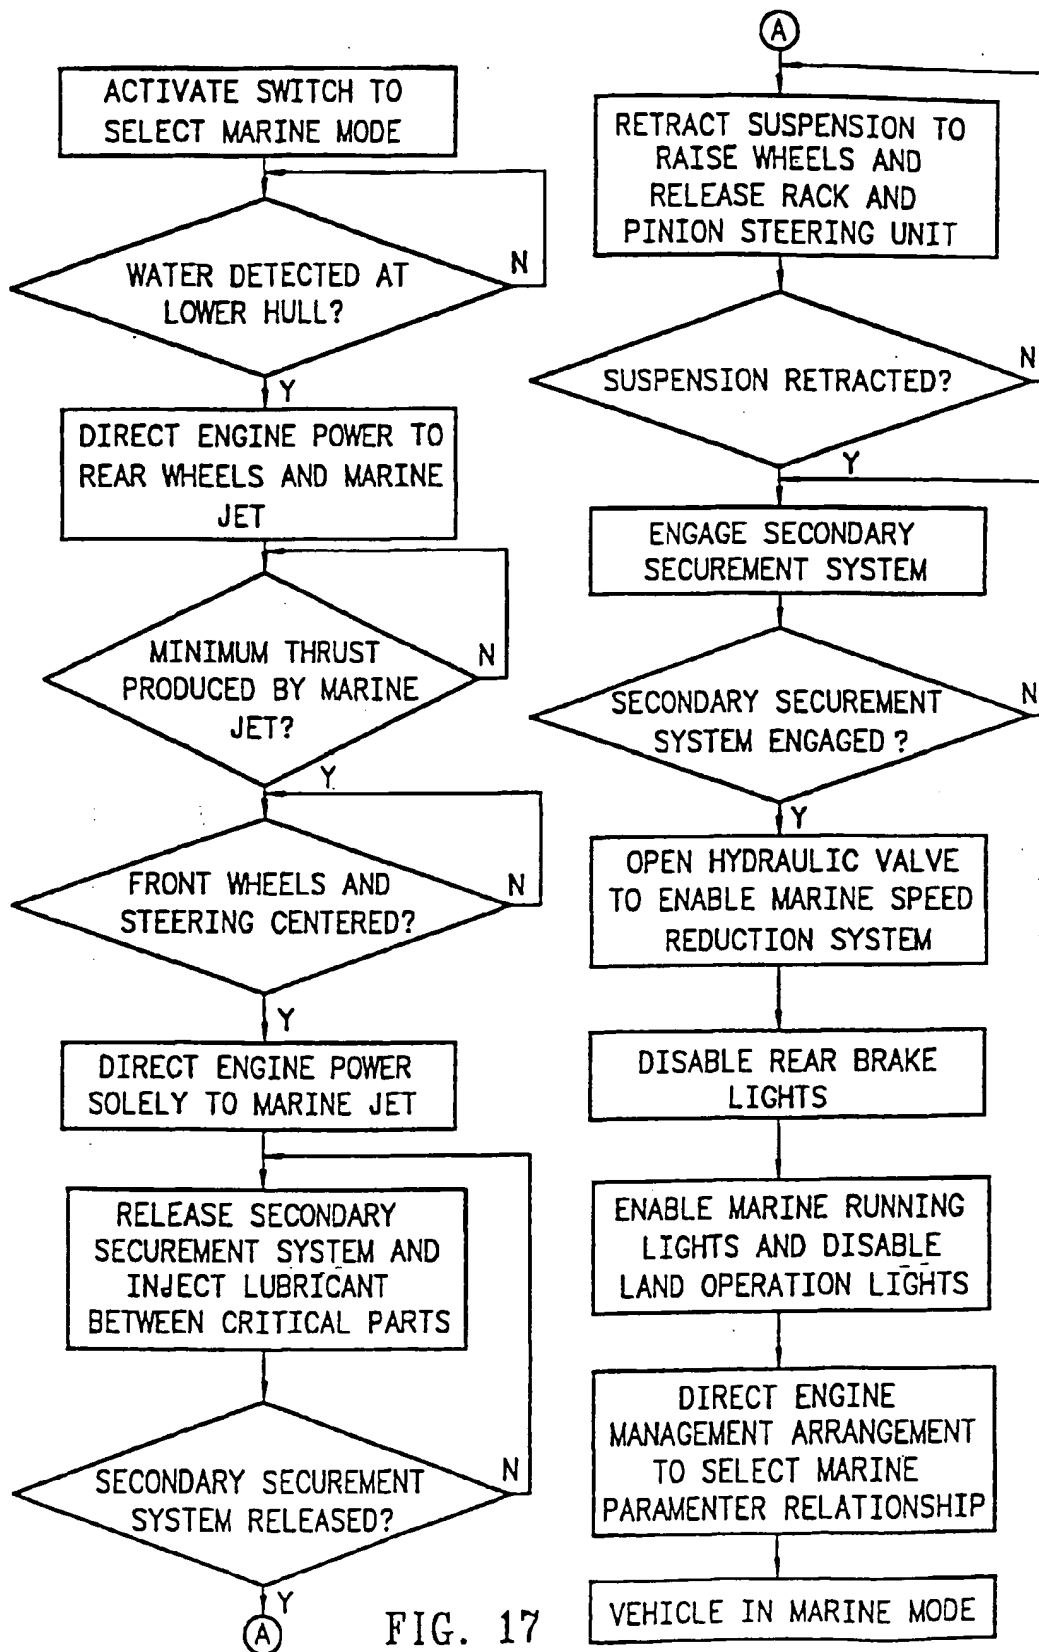 ACTIVATE SWITCH TO
SELECT MARINE MODE
WATER DETECTED AT
LOWER HULL?
N
Y
DIRECT ENGINE POWER TO
REAR WHEELS AND MARINE
JET
MINIMUM THRUST
PRODUCED BY MARINE
JET?
N
Y
FRONT WHEELS AND
STEERING CENTERED?
N
Y
DIRECT ENGINE POWER
SOLELY TO MARINE JET
RELEASE SECONDARY
SECUREMENT SYSTEM AND
INJECT LUBRICANT
BETWEEN CRITICAL PARTS
SECONDARY SECUREMENT
SYSTEM RELEASED?
N
Y
A
A
RETRACT SUSPENSION TO
RAISE WHEELS AND
RELEASE RACK AND
PINION STEERING UNIT
SUSPENSION RETRACTED?
N
Y
ENGAGE SECONDARY
SECUREMENT SYSTEM
SECONDARY SECUREMENT
SYSTEM ENGAGED?
N
Y
OPEN HYDRAULIC VALVE
TO ENABLE MARINE SPEED
REDUCTION SYSTEM
DISABLE REAR BRAKE
LIGHTS
ENABLE MARINE RUNNING
LIGHTS AND DISABLE
LAND OPERATION LIGHTS
DIRECT ENGINE
MANAGEMENT ARRANGEMENT
TO SELECT MARINE
PARAMENTER RELATIONSHIP
VEHICLE IN MARINE MODE
FIG. 17